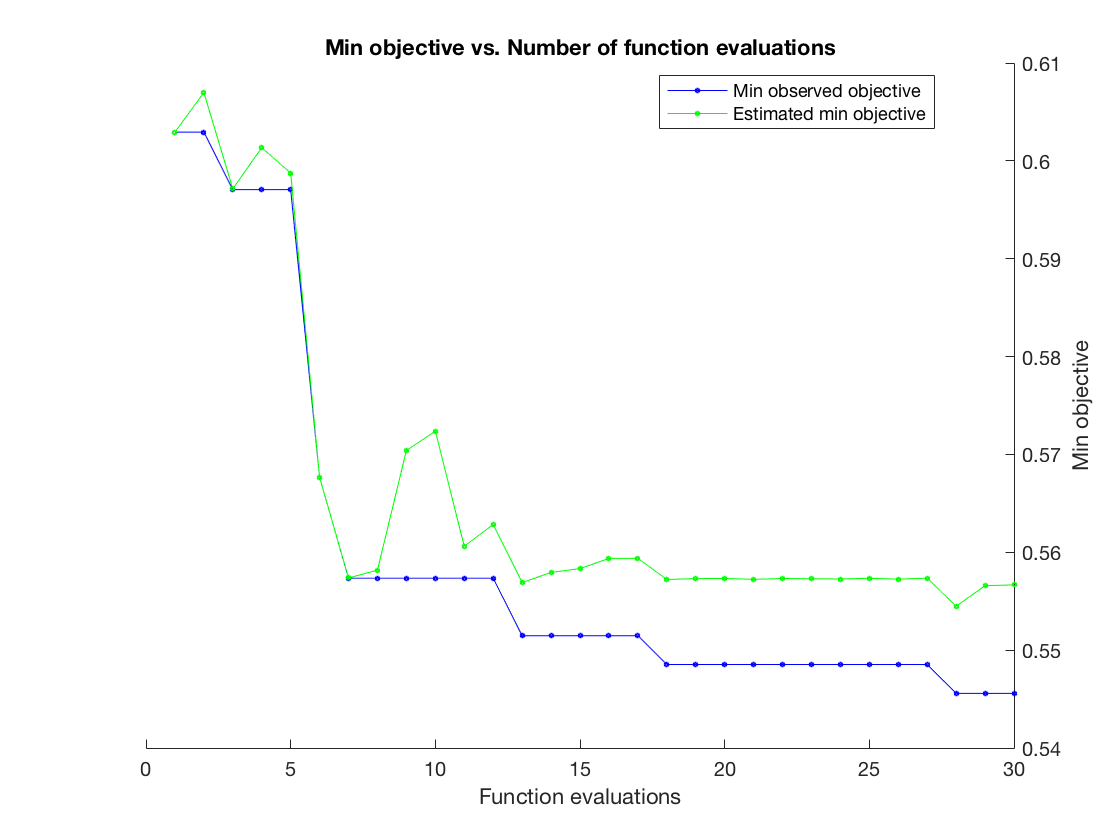 Min objective vs. Number of function evaluations
Min observed objective
Estimated min objective
0.61
0.6
0.59
0.58
0.57
0.56
0.55
0.54
Min objective
0 5 10 15 20 25 30
Function evaluations